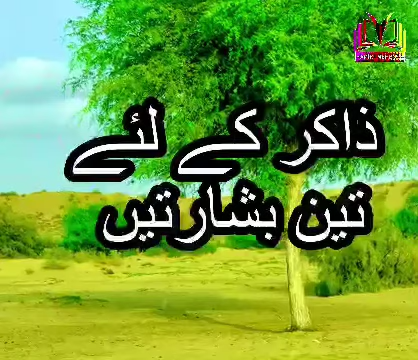 ذاکر کے لئے
تین بشارتیں